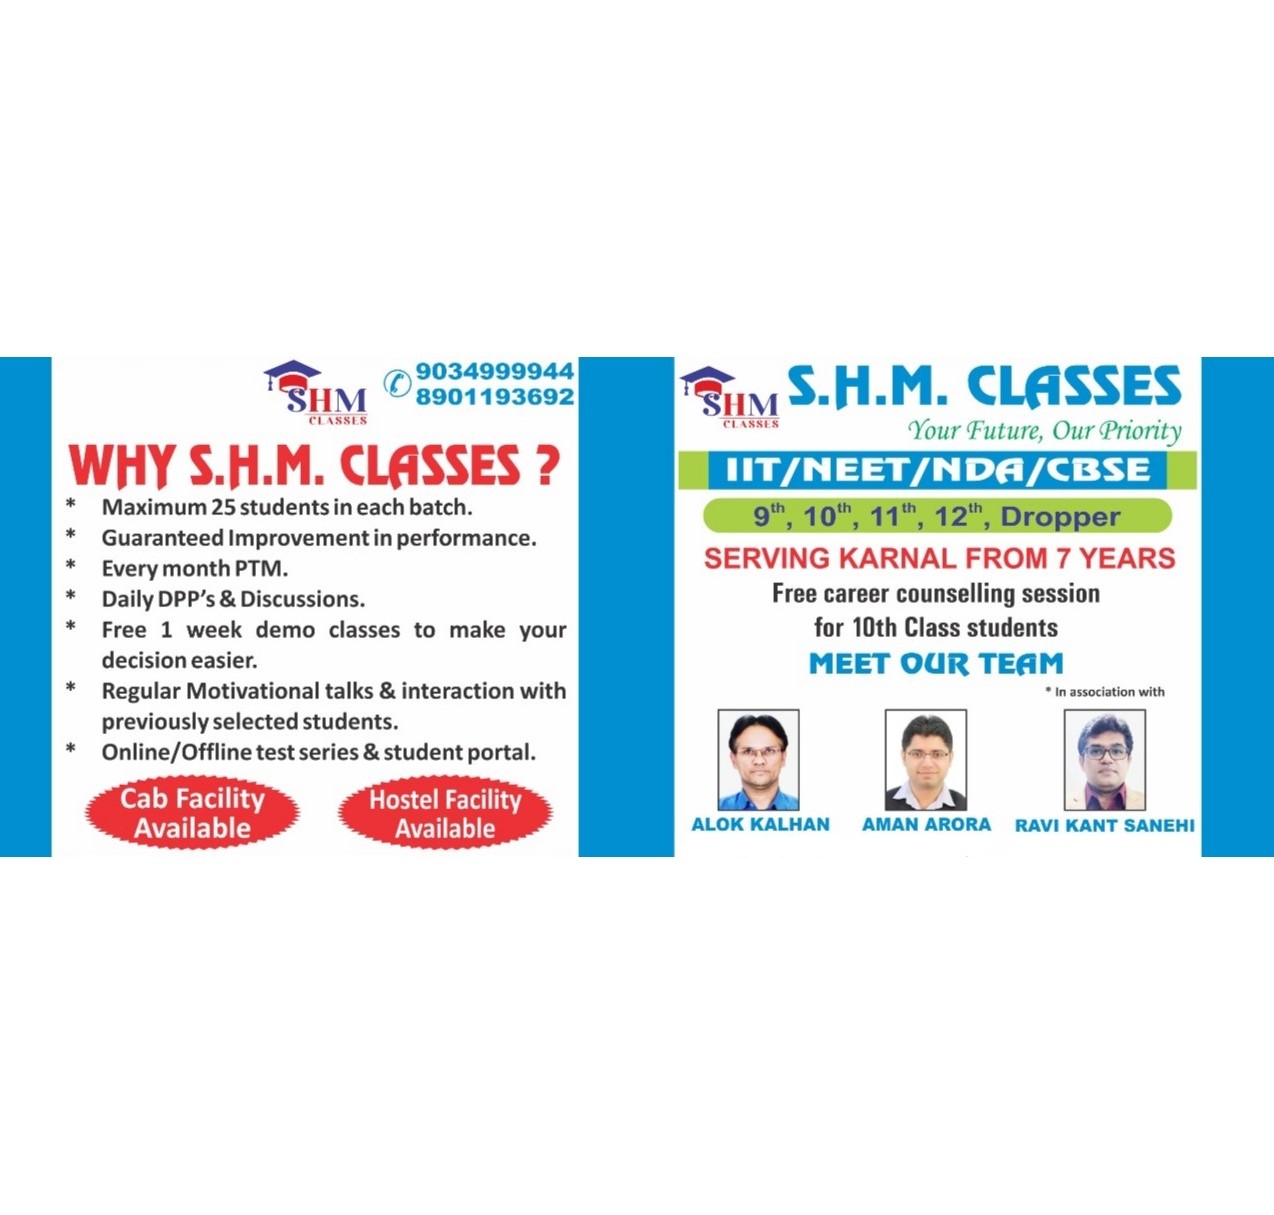 SHM
CLASSES
9034999944
8901193692
WHY S.H.M. CLASSES ?
* Maximum 25 students in each batch.
* Guaranteed Improvement in performance.
* Every month PTM.
* Daily DPP's & Discussions.
* Free 1 week demo classes to make your
decision easier.
* Regular Motivational talks & interaction with
previously selected students.
* Online/Offline test series & student portal.
Cab Facility
Available
Hostel Facility
Available
SHM
CLASSES
S.H.M. CLASSES
Your Future, Our Priority
IIT/NEET/NDA/CBSE
9th, 10th, 11th, 12th, Dropper
SERVING KARNAL FROM 7 YEARS
Free career counselling session
for 10th Class students
MEET OUR TEAM
* In association with
ALOK KALHAN
AMAN ARORA
RAVI KANT SANEHI